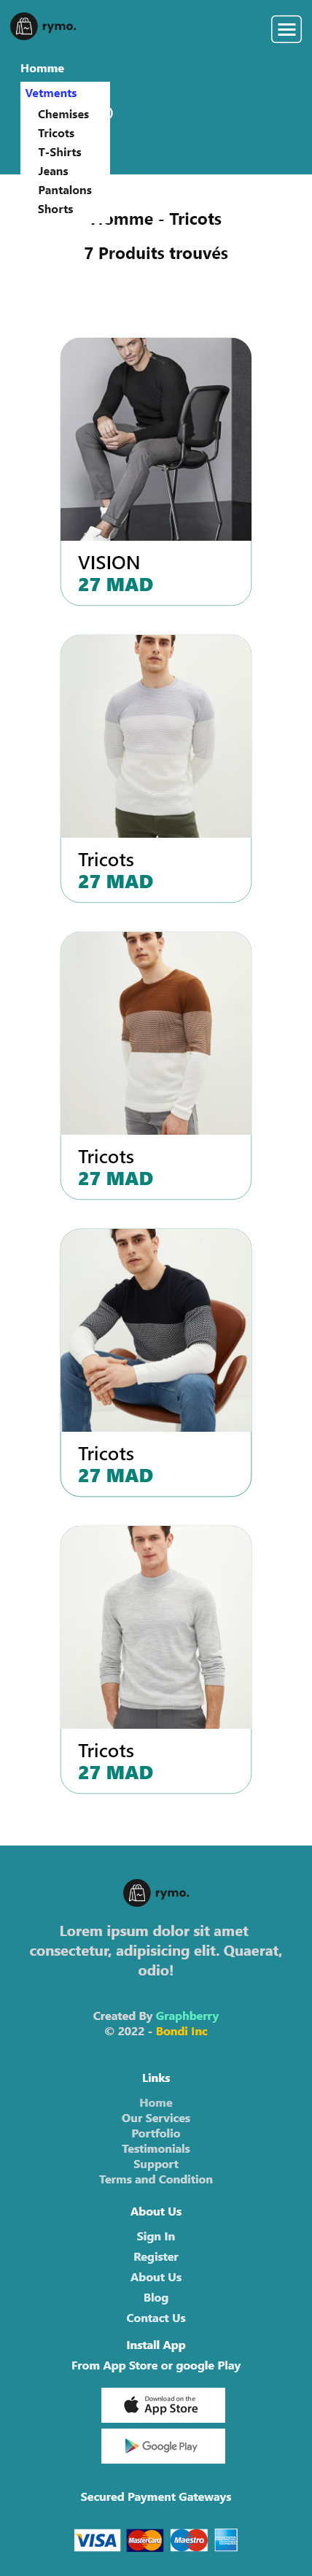 rymo.
Homme
Vetments
Chemises
Tricots
T-Shirts
Jeans
Pantalons
Shorts
Homme - Tricots
7 Produits trouvés
VISION
27 MAD
Tricots
27 MAD
Tricots
27 MAD
Tricots
27 MAD
Tricots
27 MAD
rymo.
Lorem ipsum dolor sit amet
consectetur, adipisicing elit. Quaerat,
odio!
Created By Graphberry
© 2022 - Bondi Inc
Links
Home
Our Services
Portfolio
Testimonials
Support
Terms and Condition
About Us
Sign In
Register
About Us
Blog
Contact Us
Install App
From App Store or google Play
Download on the
App Store
Google Play
Secured Payment Gateways
VISA MasterCard Maestro